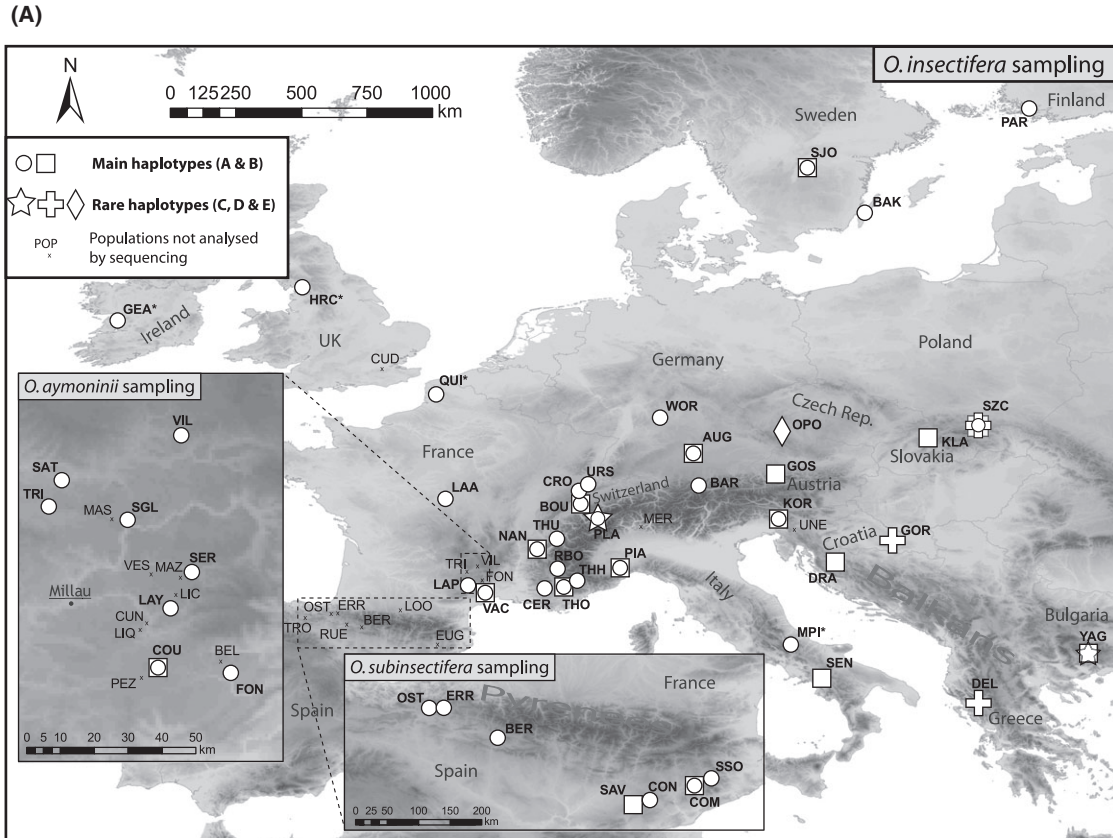 (A)
O. insectifera sampling
N
0 125 250 500 750 1000
km
Main haplotypes (A & B)
Rare haplotypes (C, D & E)
POP
x
Populations not analysed
by sequencing
Sweden
Finland
PAR
SJO
BAK
GEA*
Ireland
HRC*
UK
CUD
x
QUI*
Germany
Poland
WOR
Czech Rep.
OPO
SZC
AUG
KLA
Slovakia
France
LAA
URS
CRO
BOU
Switzerland
PLA
BAR
GOS
Austria
KOR
x UNE
x MER
THU
NAN
RBO
THH
PIA
CER
THO
VIL
x
TRI x
x FON
LAP
VAC
Croatia
GOR
DRA
Balkans
Italy
MPI*
SEN
Bulgaria
YAG
DEL
Greece
OST x
x ERR
x LOO
TRO
x
x
RUE
x BER
EUG
x
Spain
O. aymoninii sampling
VIL
SAT
TRI
MAS x
SGL
SER
VES x
MAZ x
x LIC
Millau
LAY
CUN x
LIQ x
COU
BEL
x
PEZ x
FON
0 5 10 20 30 40 50
km
O. subinsectifera sampling
France
Pyrenees
OST
ERR
BER
Spain
SAV
CON
COM
SSO
0 25 50 100 150 200
km